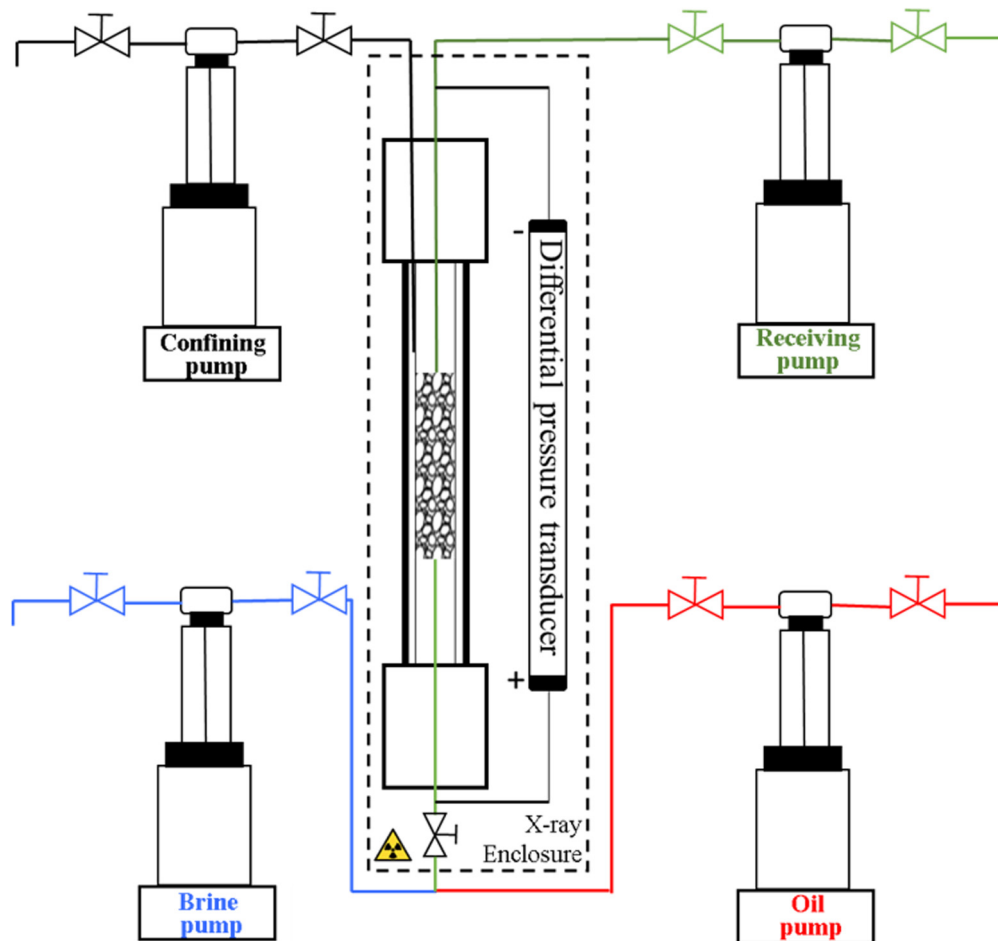 Confining
pump
Receiving
pump
-
Differential pressure transducer
+
X-ray
Enclosure
Brine
pump
Oil
pump